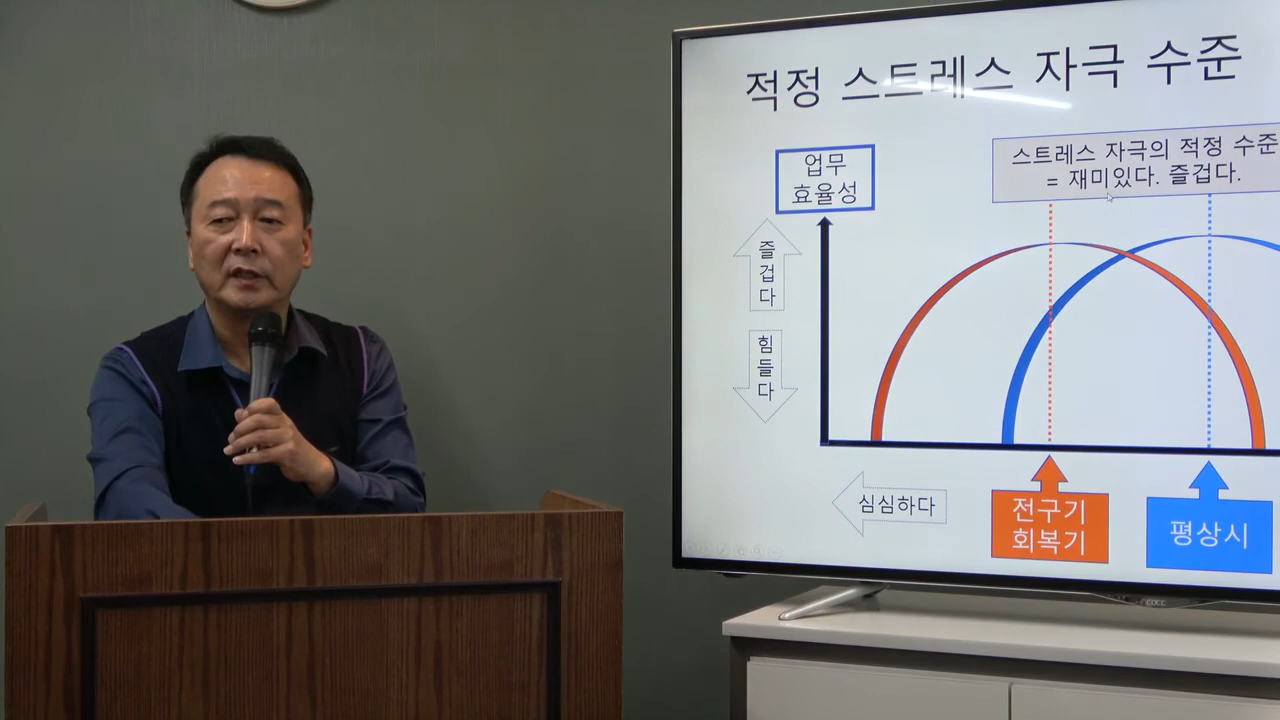 적정 스트레스 자극 수준
스트레스 자극의 적정 수준
= 재미있다. 즐겁다.
업무
효율성
즐겁다
힘들다
심심하다
전구기
회복기
평상시